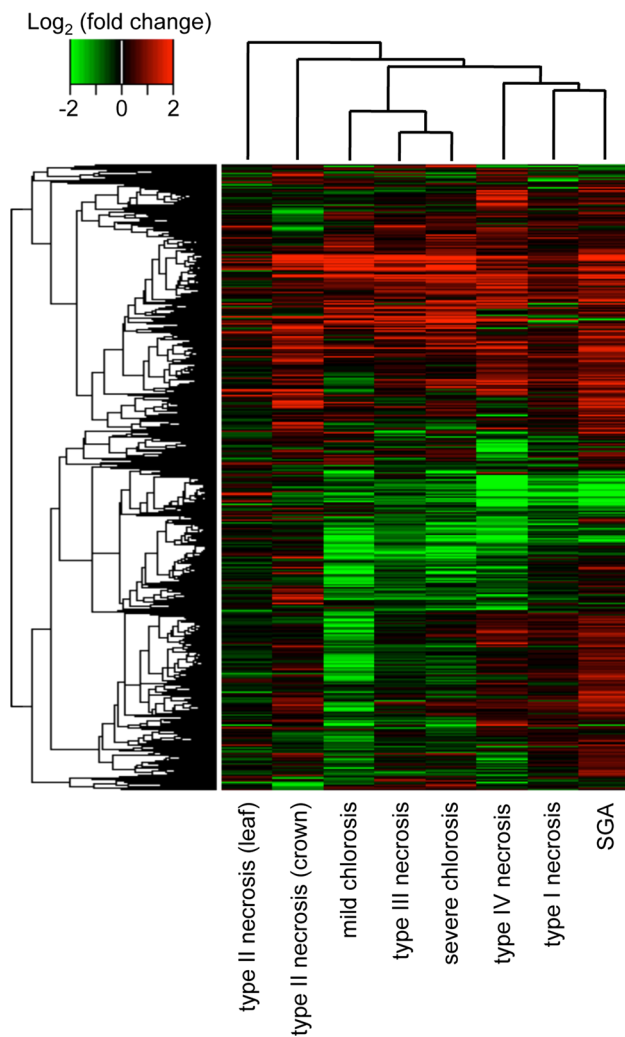 Log2 (fold change)
-2 0 2
type II necrosis (leaf)
type II necrosis (crown)
mild chlorosis
type III necrosis
severe chlorosis
type IV necrosis
type I necrosis
SGA